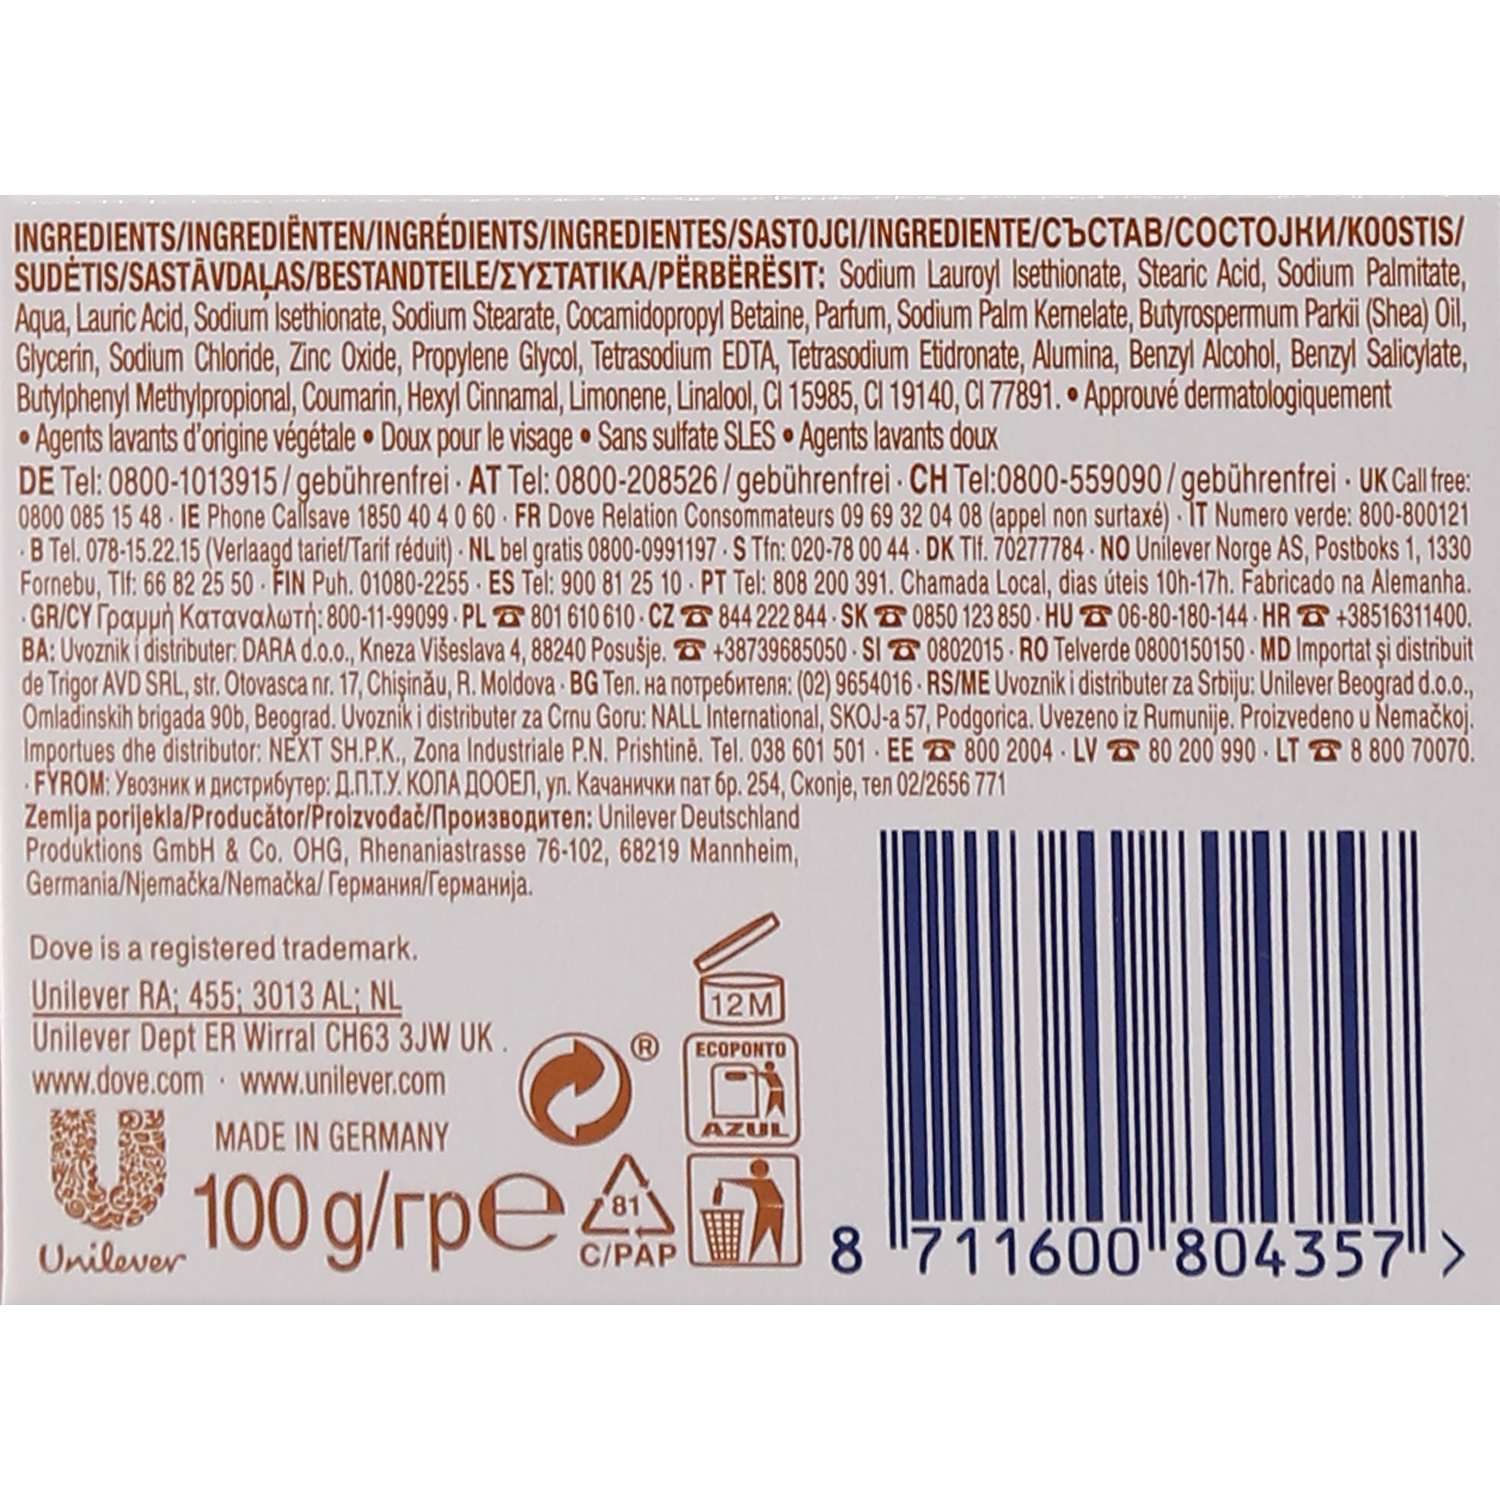 INGREDIENTS/INGREDIËNTEN/INGRÉDIENTS/INGREDIENTES/SASTOJCI/INGREDIENTE/СЪСТАВ/СОСТОЈКИ/KOOSTIS/
SUDĖTIS/SASTĀVDAĻAS/BESTANDTEILE/ΣΥΣΤΑΤΙΚΑ/PËRBËRËSIT: Sodium Lauroyl Isethionate, Stearic Acid, Sodium Palmitate,
Aqua, Lauric Acid, Sodium Isethionate, Sodium Stearate, Cocamidopropyl Betaine, Parfum, Sodium Palm Kernelate, Butyrospermum Parkii (Shea) Oil,
Glycerin, Sodium Chloride, Zinc Oxide, Propylene Glycol, Tetrasodium EDTA, Tetrasodium Etidronate, Alumina, Benzyl Alcohol, Benzyl Salicylate,
Butylphenyl Methylpropional, Coumarin, Hexyl Cinnamal, Limonene, Linalool, CI 15985, CI 19140, CI 77891. • Approuvé dermatologiquement
• Agents lavants d'origine végétale • Doux pour le visage • Sans sulfate SLES • Agents lavants doux
DE Tel: 0800-1013915/gebührenfrei · AT Tel: 0800-208526/gebührenfrei · CH Tel:0800-559090/gebührenfrei · UK Call free:
0800 085 15 48 · IE Phone Callsave 1850 40 4 0 60 · FR Dove Relation Consommateurs 09 69 32 04 08 (appel non surtaxé) · IT Numero verde: 800-800121
· B Tel. 078-15.22.15 (Verlaagd tarief/Tarif réduit) · NL bel gratis 0800-0991197 · S Tfn: 020-78 00 44 · DK Tlf. 70277784 · NO Unilever Norge AS, Postboks 1, 1330
Fornebu, Tlf: 66 82 25 50 · FIN Puh. 01080-2255 · ES Tel: 900 81 25 10 · PT Tel: 808 200 391. Chamada Local, dias úteis 10h-17h. Fabricado na Alemanha.
· GR/CY Γραμμή Καταναλωτή: 800-11-99099 · PL ☎ 801 610 610 · CZ ☎ 844 222 844 · SK ☎ 0850 123 850 · HU ☎ 06-80-180-144 · HR ☎ +38516311400.
BA: Uvoznik i distributer: DARA d.o.o., Kneza Višeslava 4, 88240 Posušje. ☎ +38739685050 · SI ☎ 0802015 · RO Telverde 0800150150 · MD Importat şi distribuit
de Trigor AVD SRL, str. Otovasca nr. 17, Chişinău, R. Moldova · BG Тел. на потребителя: (02) 9654016 · RS/ME Uvoznik i distributer za Srbiju: Unilever Beograd d.o.o.,
Omladinskih brigada 90b, Beograd. Uvoznik i distributer za Crnu Goru: NALL International, SKOJ-a 57, Podgorica. Uvezeno iz Rumunije. Proizvedeno u Nemačkoj.
Importues dhe distributor: NEXT SH.P.K., Zona Industriale P.N. Prishtinë. Tel. 038 601 501 · EE ☎ 800 2004 · LV ☎ 80 200 990 · LT ☎ 8 800 70070.
· FYROM: Увозник и дистрибутер: Д.П.Т.У. КОЛА ДООЕЛ, ул. Качанички пат бр. 254, Скопје, тел 02/2656 771
Zemlja porijekla/Producător/Proizvođač/Производител: Unilever Deutschland
Produktions GmbH & Co. OHG, Rhenaniastrasse 76-102, 68219 Mannheim,
Germania/Njemačka/Nemačka/ Германия/Германија.
Dove is a registered trademark.
Unilever RA; 455; 3013 AL; NL
Unilever Dept ER Wirral CH63 3JW UK .
www.dove.com · www.unilever.com
MADE IN GERMANY
100 g/гр ℮
Unilever
®
12 M
ECOPONTO
AZUL
81
C/PAP
8 711600 804357 >